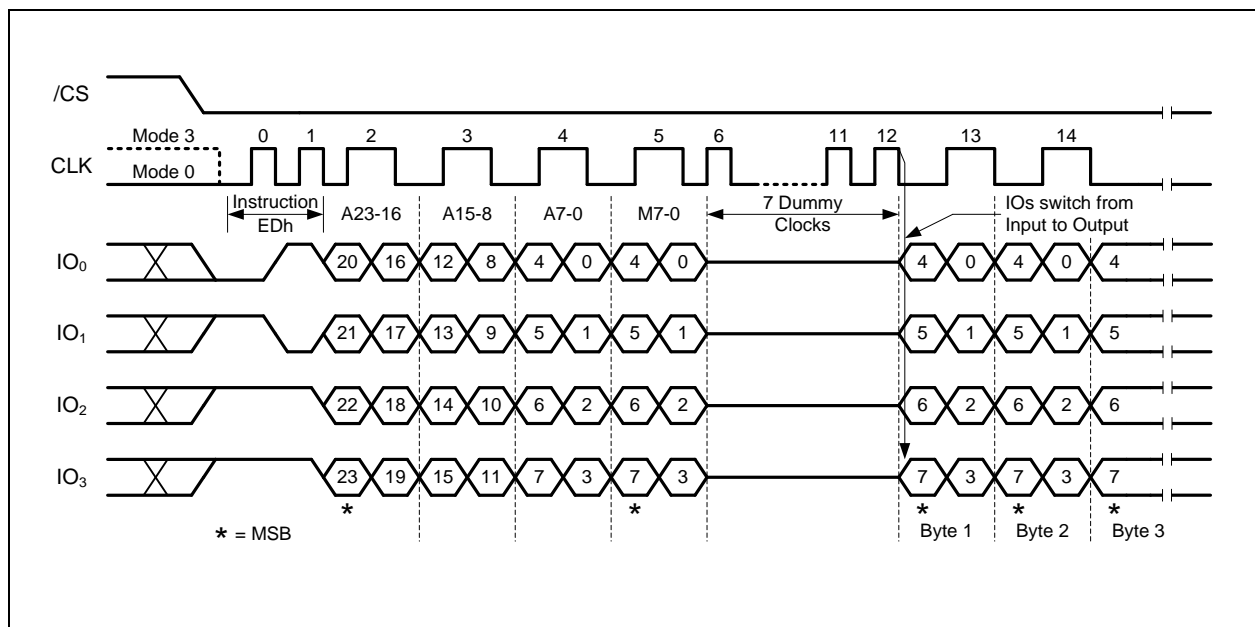 /CS
Mode 3 0 1 2 3 4 5 6 11 12 13 14
CLK Mode 0
Instruction EDh A23-16 A15-8 A7-0 M7-0 7 Dummy Clocks IOs switch from Input to Output
IO0 20 16 12 8 4 0 4 0 4 0 4 0 4
IO1 21 17 13 9 5 1 5 1 5 1 5 1 5
IO2 22 18 14 10 6 2 6 2 6 2 6 2 6
IO3 23 19 15 11 7 3 7 3 7 3 7 3 7
* * * * *
* = MSB Byte 1 Byte 2 Byte 3